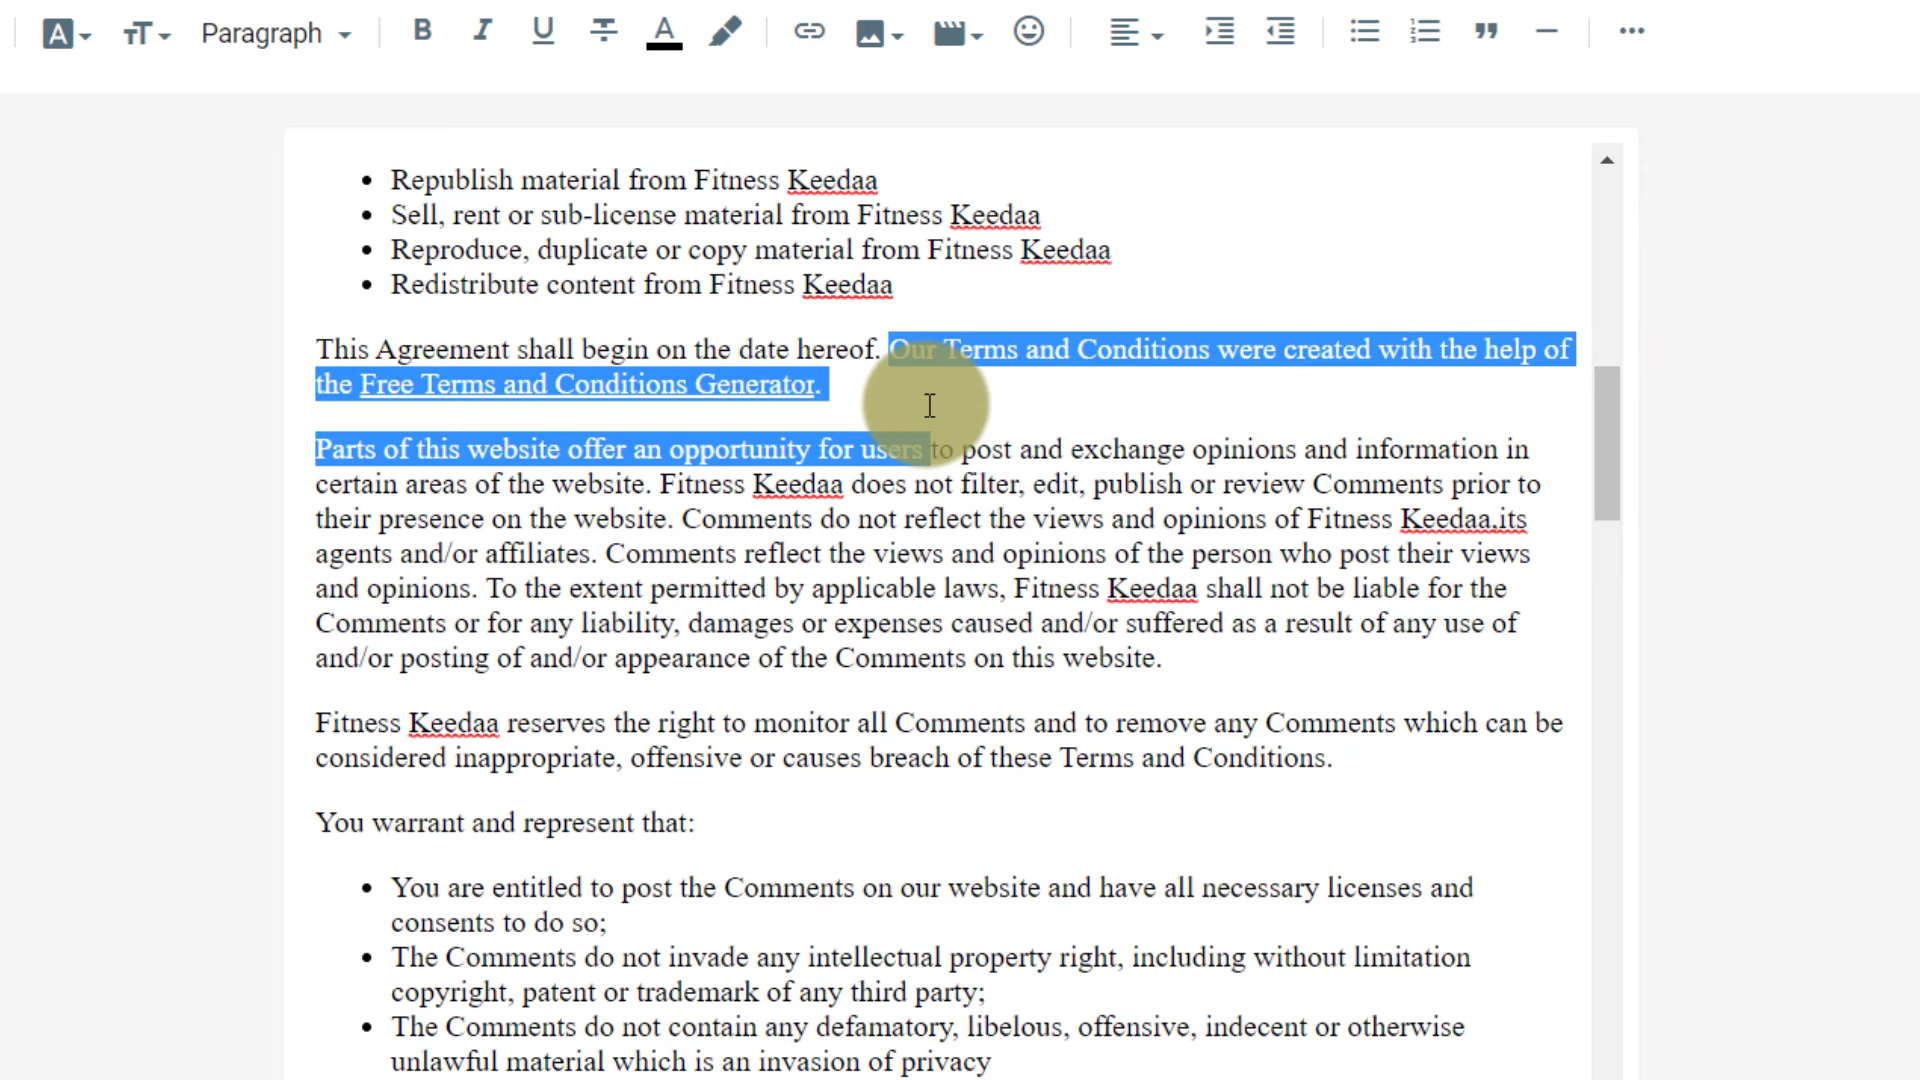 Paragraph
Republish material from Fitness Keedaa
Sell, rent or sub-license material from Fitness Keedaa
Reproduce, duplicate or copy material from Fitness Keedaa
Redistribute content from Fitness Keedaa
This Agreement shall begin on the date hereof. Our Terms and Conditions were created with the help of
the Free Terms and Conditions Generator.
Parts of this website offer an opportunity for users to post and exchange opinions and information in
certain areas of the website. Fitness Keedaa does not filter, edit, publish or review Comments prior to
their presence on the website. Comments do not reflect the views and opinions of Fitness Keedaa,its
agents and/or affiliates. Comments reflect the views and opinions of the person who post their views
and opinions. To the extent permitted by applicable laws, Fitness Keedaa shall not be liable for the
Comments or for any liability, damages or expenses caused and/or suffered as a result of any use of
and/or posting of and/or appearance of the Comments on this website.
Fitness Keedaa reserves the right to monitor all Comments and to remove any Comments which can be
considered inappropriate, offensive or causes breach of these Terms and Conditions.
You warrant and represent that:
You are entitled to post the Comments on our website and have all necessary licenses and
consents to do so;
The Comments do not invade any intellectual property right, including without limitation
copyright, patent or trademark of any third party;
The Comments do not contain any defamatory, libelous, offensive, indecent or otherwise
unlawful material which is an invasion of privacy